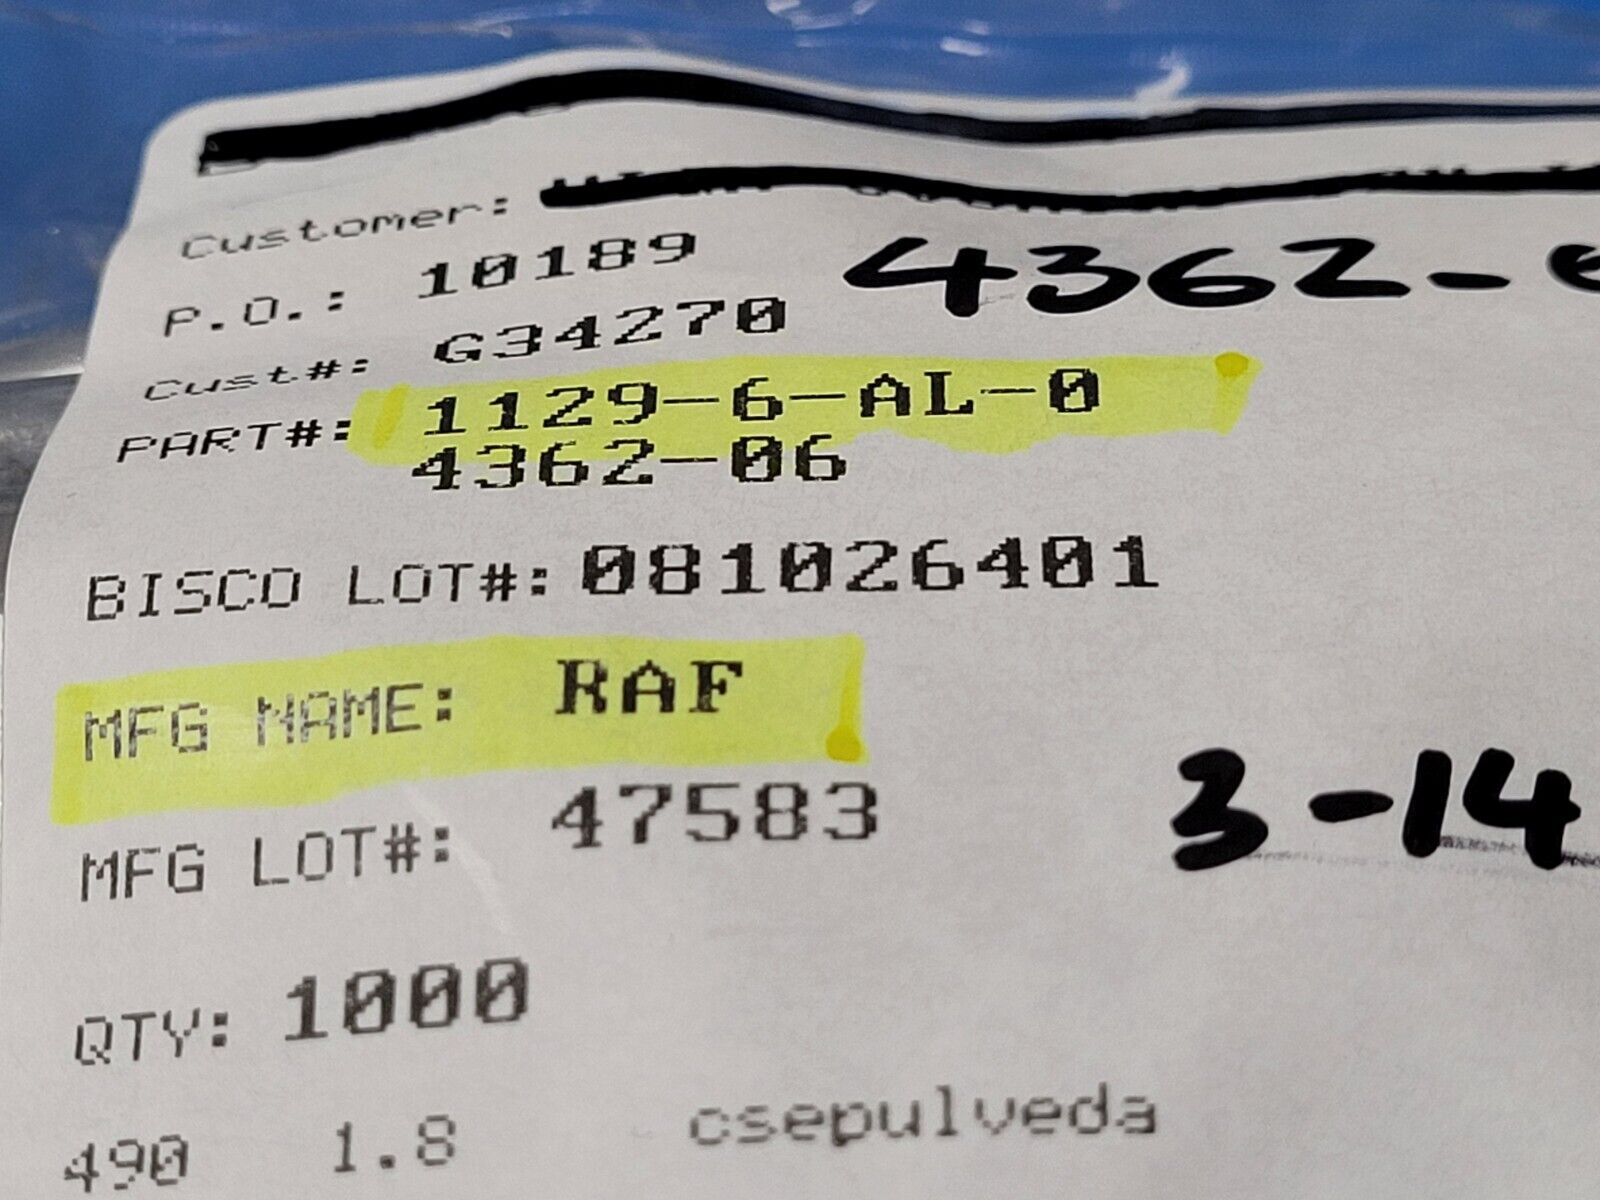 Customer:
P.O.: 10189
4362-
Cust#: G34270
PART#: 1129-6-AL-0
4362-06
BISCO LOT#: 081026401
MFG NAME: RAF
MFG LOT#: 47583
3-14
QTY: 1000
490 1.8 csepulveda